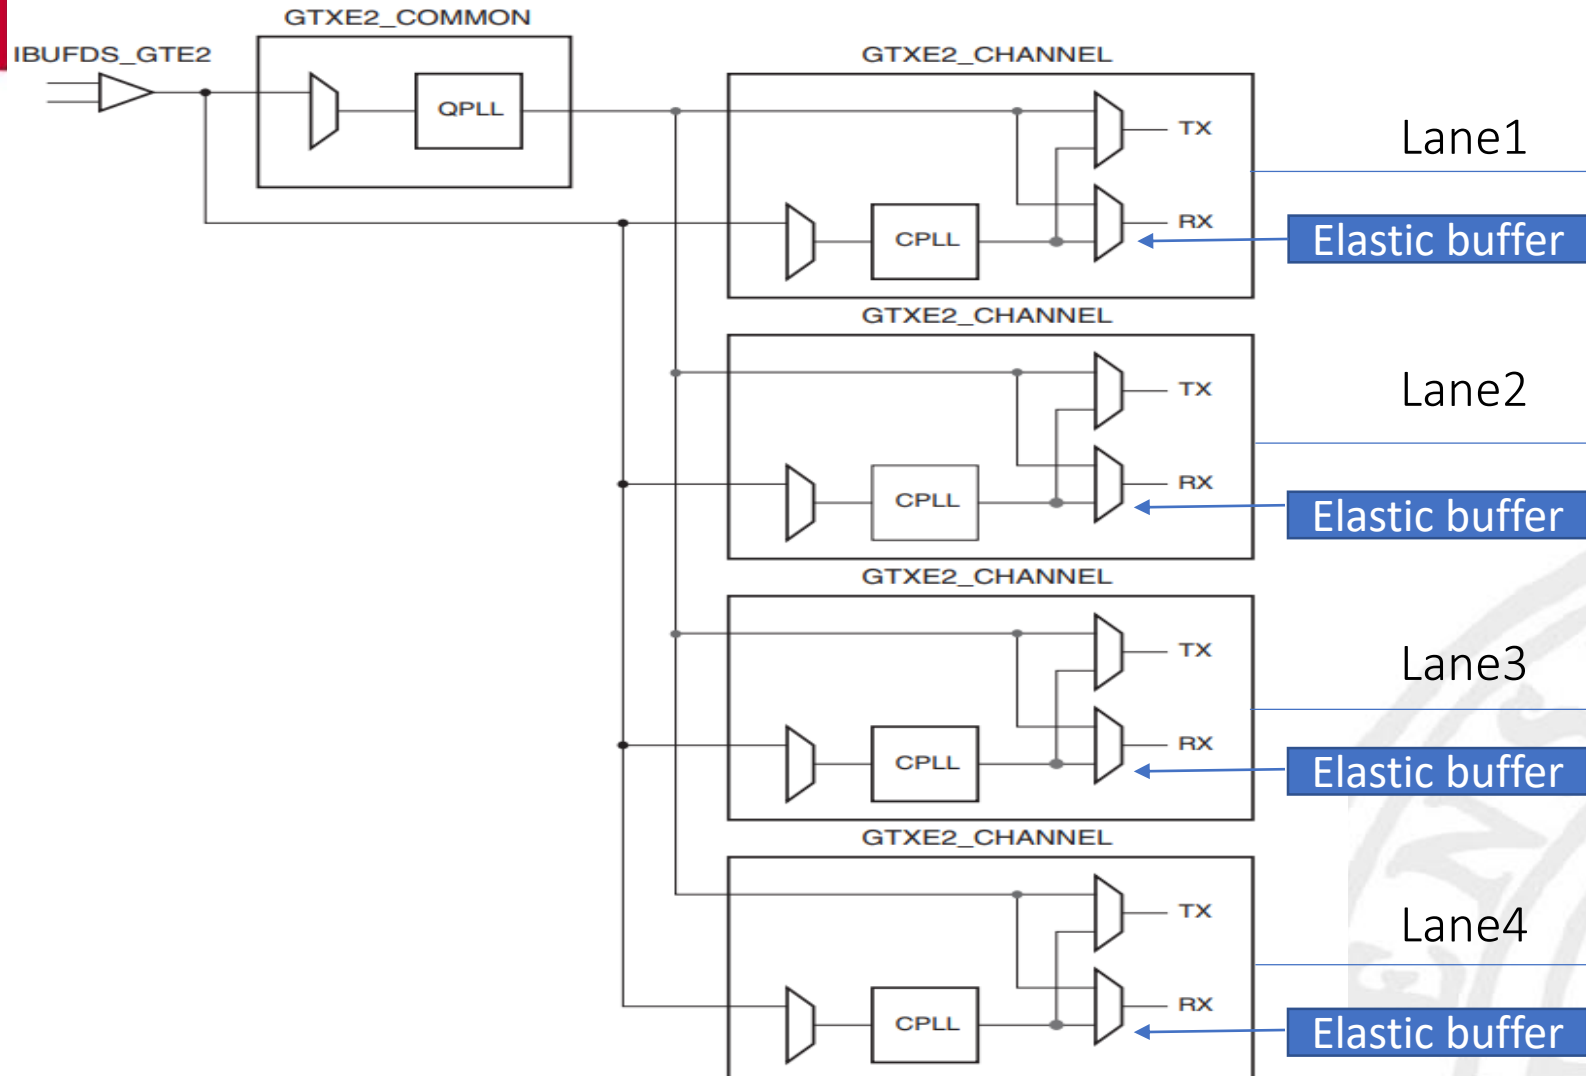 GTXE2_COMMON
IBUFDS_GTE2
QPLL
GTXE2_CHANNEL
TX
RX
CPLL
Lane1
Elastic buffer
GTXE2_CHANNEL
TX
RX
CPLL
Lane2
Elastic buffer
GTXE2_CHANNEL
TX
RX
CPLL
Lane3
Elastic buffer
GTXE2_CHANNEL
TX
RX
CPLL
Lane4
Elastic buffer